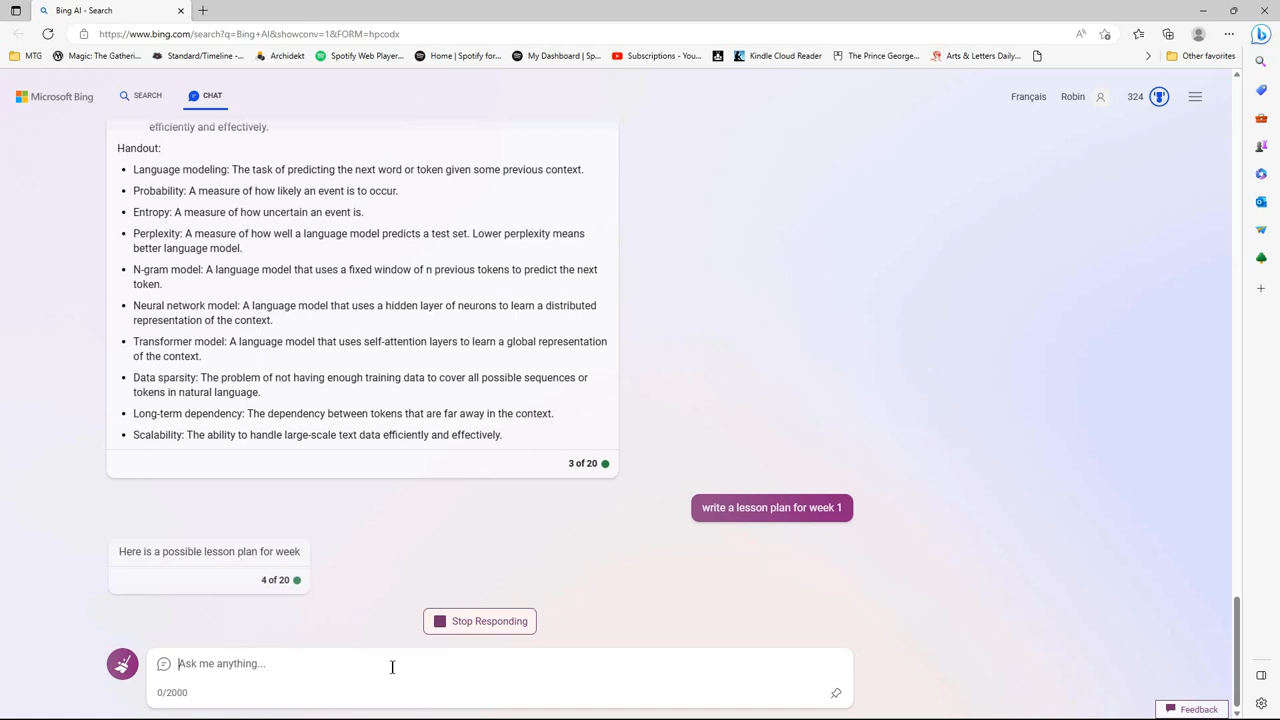 Bing AI - Search
https://www.bing.com/search?q=Bing+AI&showconv=1&FORM=hpcodx
MTG
Magic: The Gatheri...
Standard/Timeline -...
Archidekt
Spotify Web Player...
Home | Spotify for...
My Dashboard | Sp...
Subscriptions - You...
Kindle Cloud Reader
The Prince George...
Arts & Letters Daily...
Other favorites
Microsoft Bing
SEARCH
CHAT
Français
Robin
324
efficiently and effectively.
Handout:
• Language modeling: The task of predicting the next word or token given some previous context.
• Probability: A measure of how likely an event is to occur.
• Entropy: A measure of how uncertain an event is.
• Perplexity: A measure of how well a language model predicts a test set. Lower perplexity means
better language model.
• N-gram model: A language model that uses a fixed window of n previous tokens to predict the next
token.
• Neural network model: A language model that uses a hidden layer of neurons to learn a distributed
representation of the context.
• Transformer model: A language model that uses self-attention layers to learn a global representation
of the context.
• Data sparsity: The problem of not having enough training data to cover all possible sequences or
tokens in natural language.
• Long-term dependency: The dependency between tokens that are far away in the context.
• Scalability: The ability to handle large-scale text data efficiently and effectively.
3 of 20
write a lesson plan for week 1
Here is a possible lesson plan for week
4 of 20
Stop Responding
Ask me anything...
0/2000
Feedback